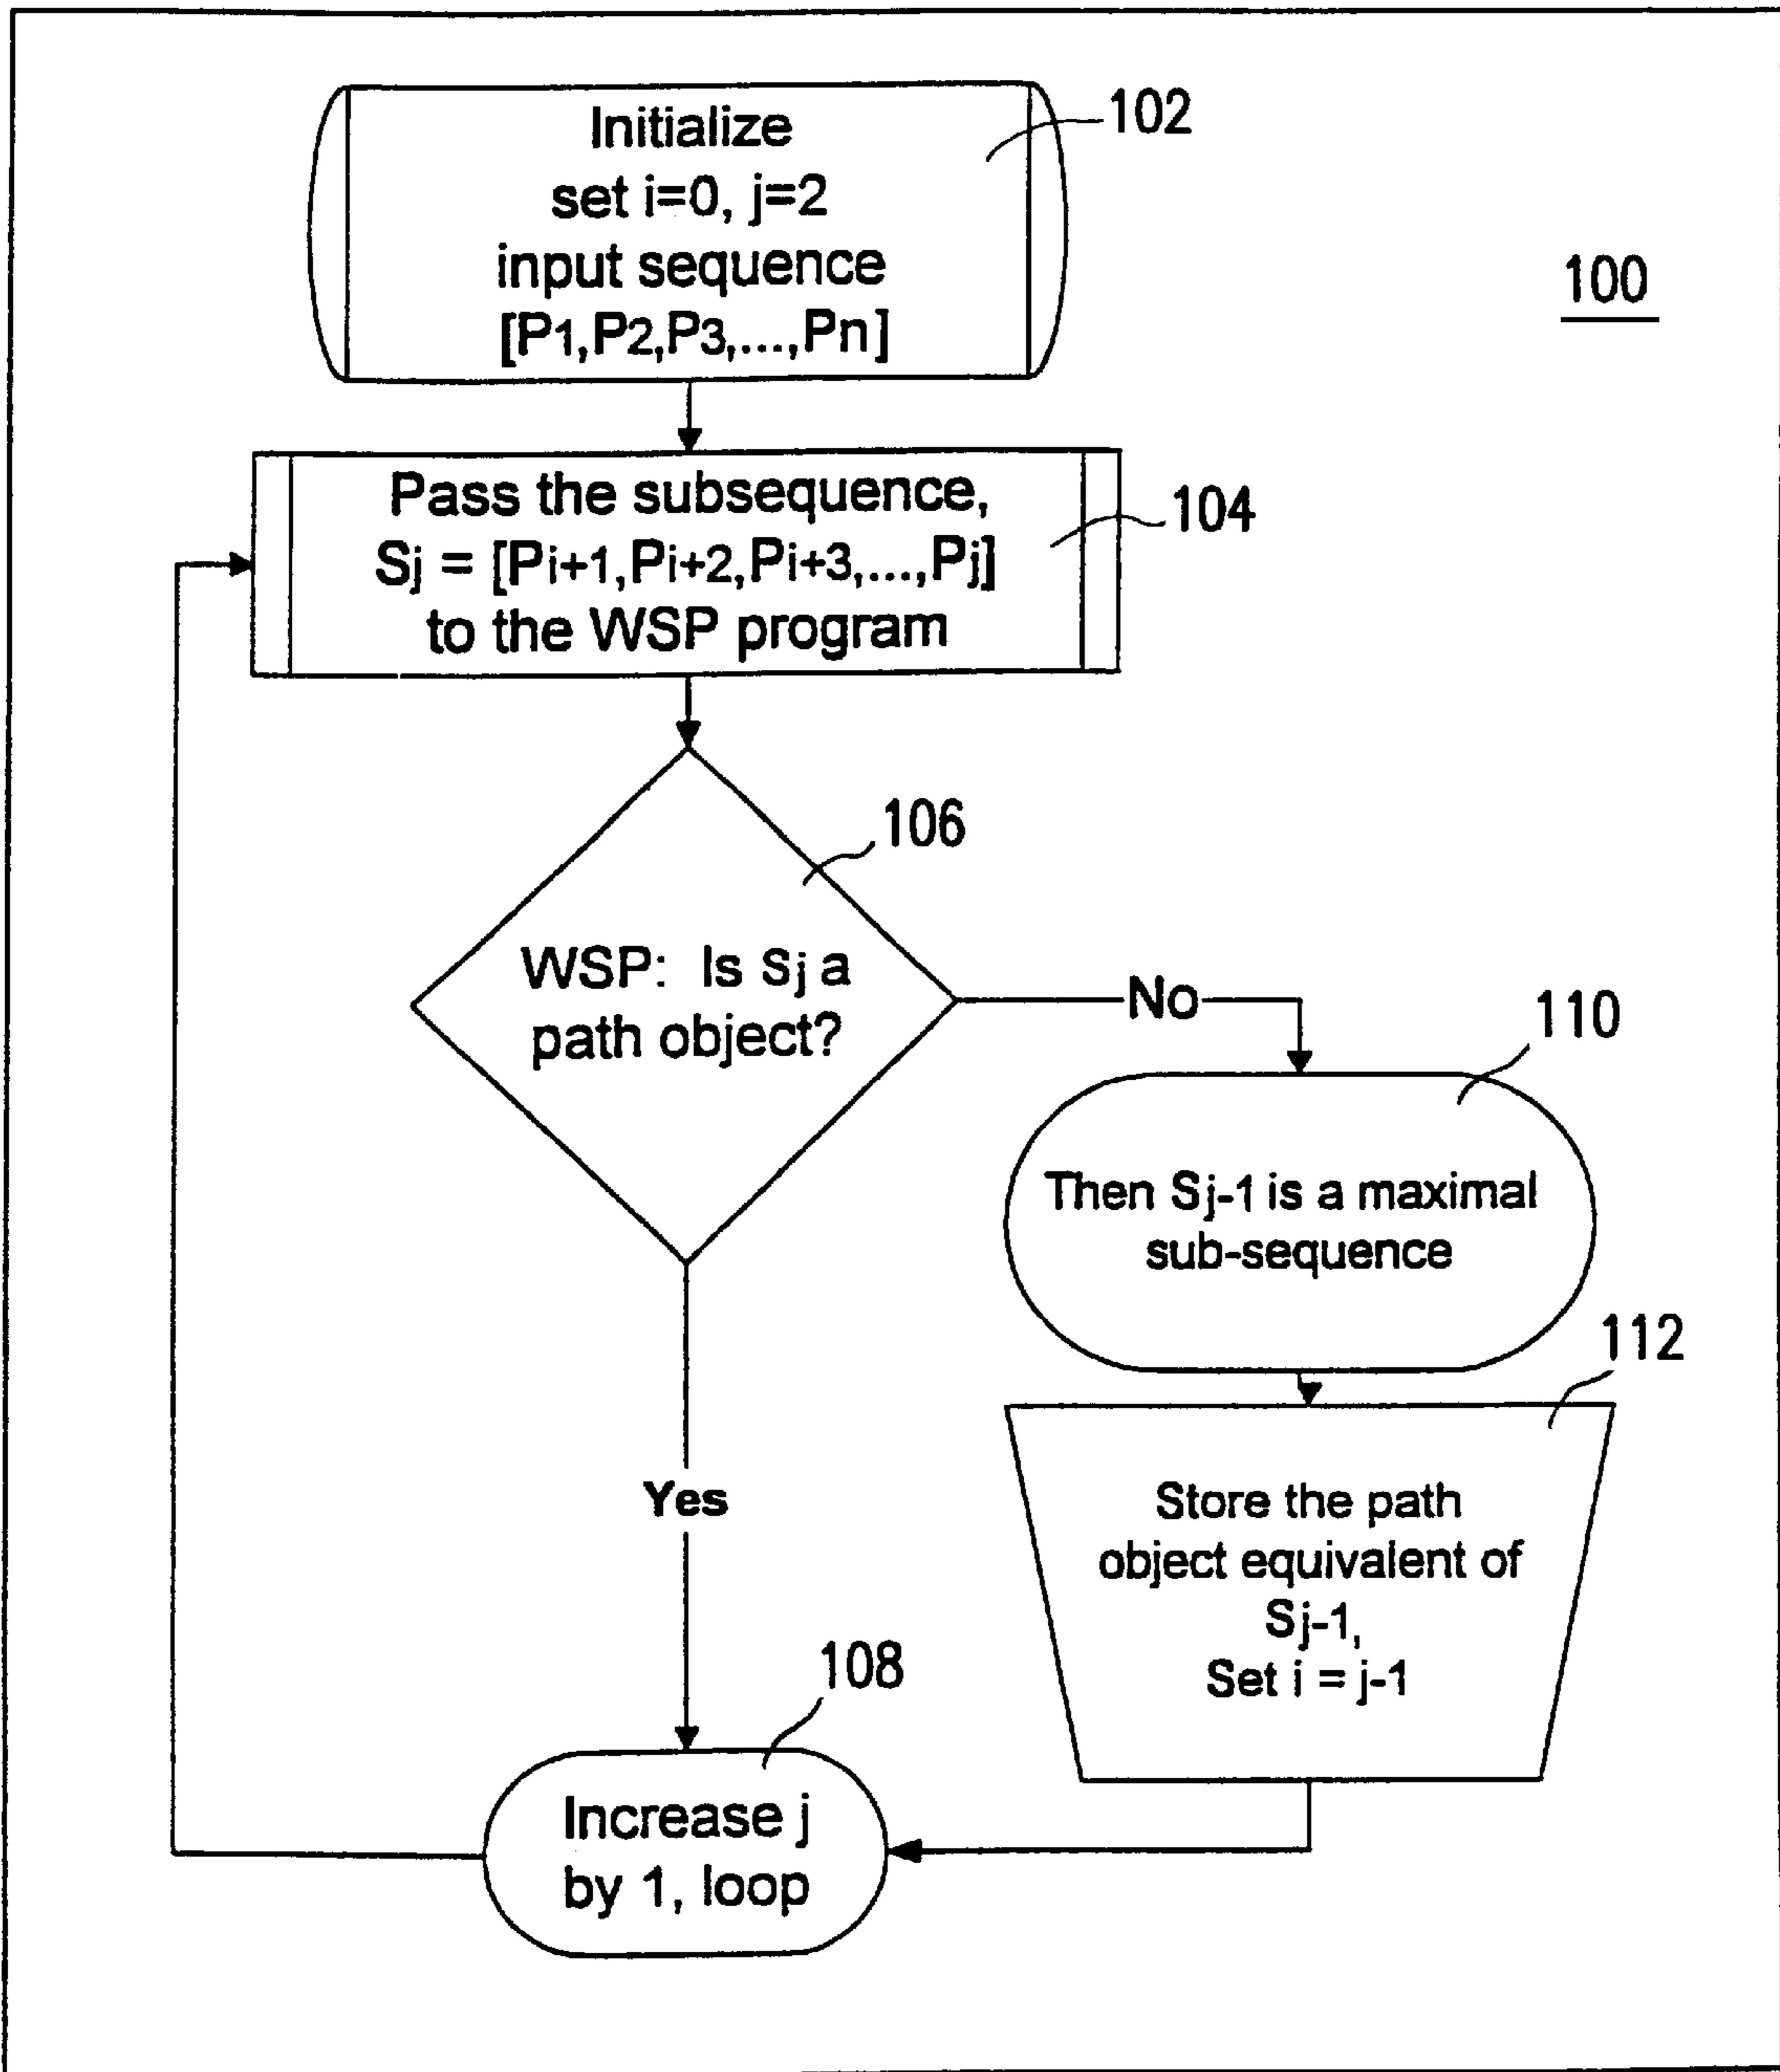 Initialize
set i=0, j=2
input sequence
[P1,P2,P3,...,Pn]
102
100
Pass the subsequence,
Sj = [Pi+1,Pi+2,Pi+3,...,Pj]
to the WSP program
104
WSP: Is Sj a
path object?
106
No
Yes
Then Sj-1 is a maximal
sub-sequence
110
Store the path
object equivalent of
Sj-1,
Set i = j-1
112
Increase j
by 1, loop
108